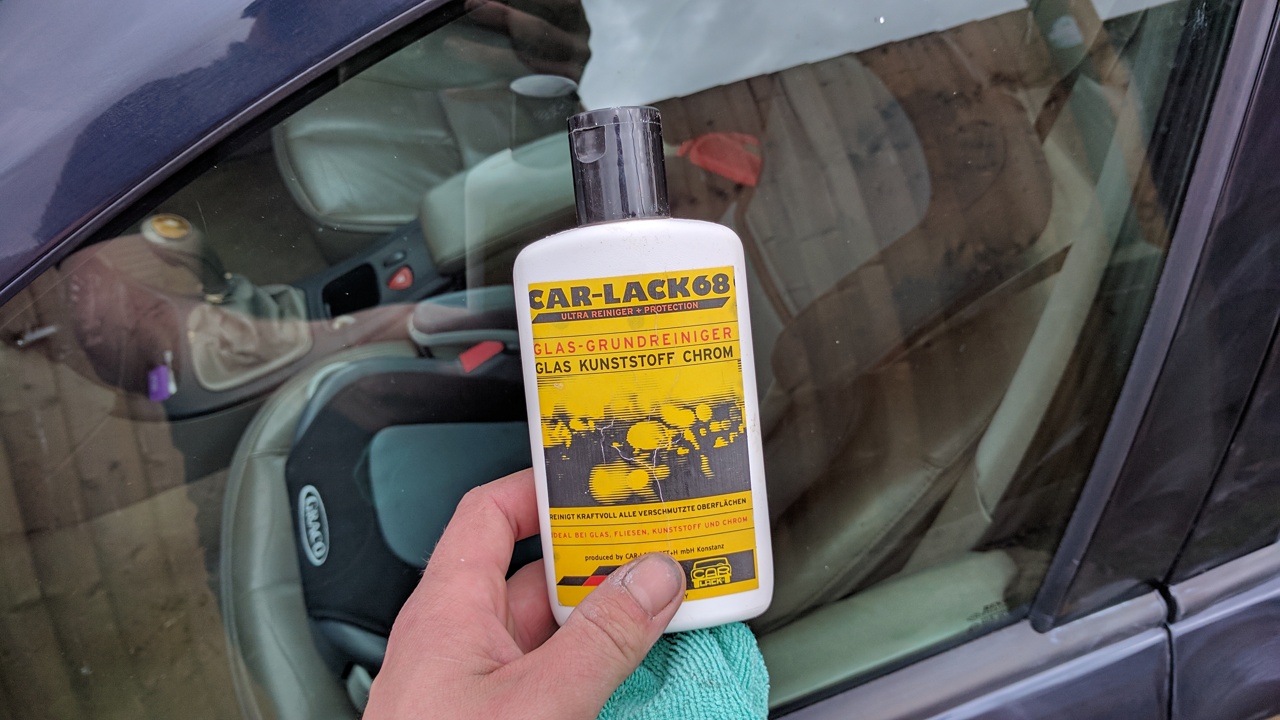 CAR-LACK68
ULTRA REINIGER + PROTECTION
GLAS-GRUNDREINIGER
GLAS KUNSTSTOFF CHROM
REINIGT KRAFTVOLL ALLE VERSCHMUTZTE OBERFLÄCHEN
IDEAL BEI GLAS, FLIESEN, KUNSTSTOFF UND CHROM
produced by mbH Konstanz
CAR
LACK
GRACO